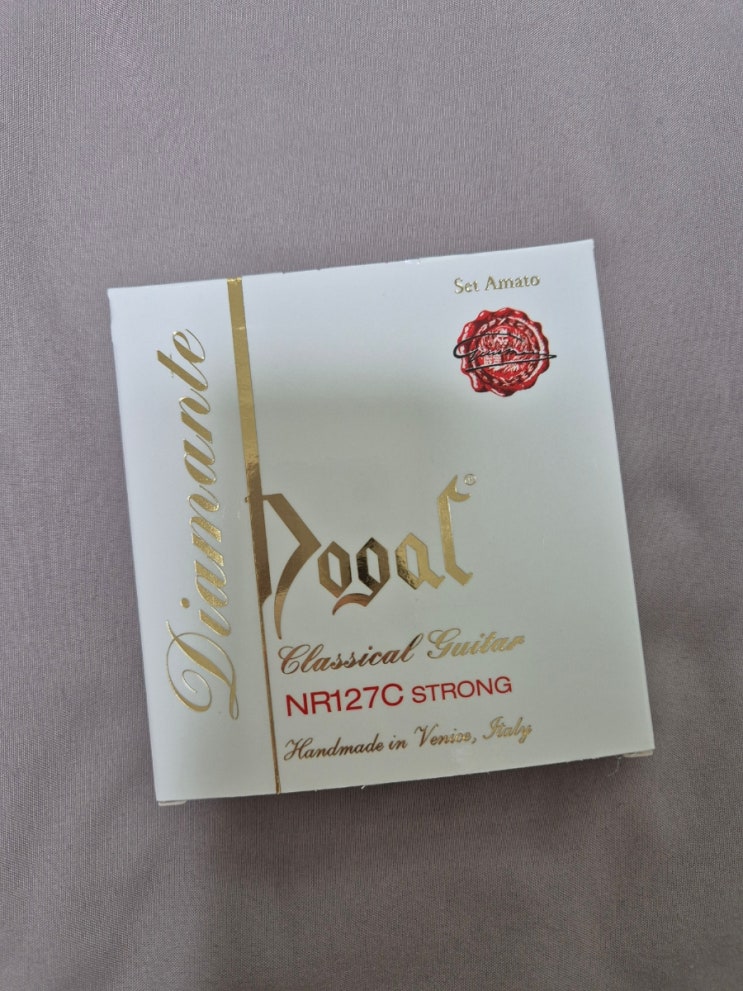 Set Amato
Diamante
Dogal®
Classical Guitar
NR127C STRONG
Handmade in Venice, Italy